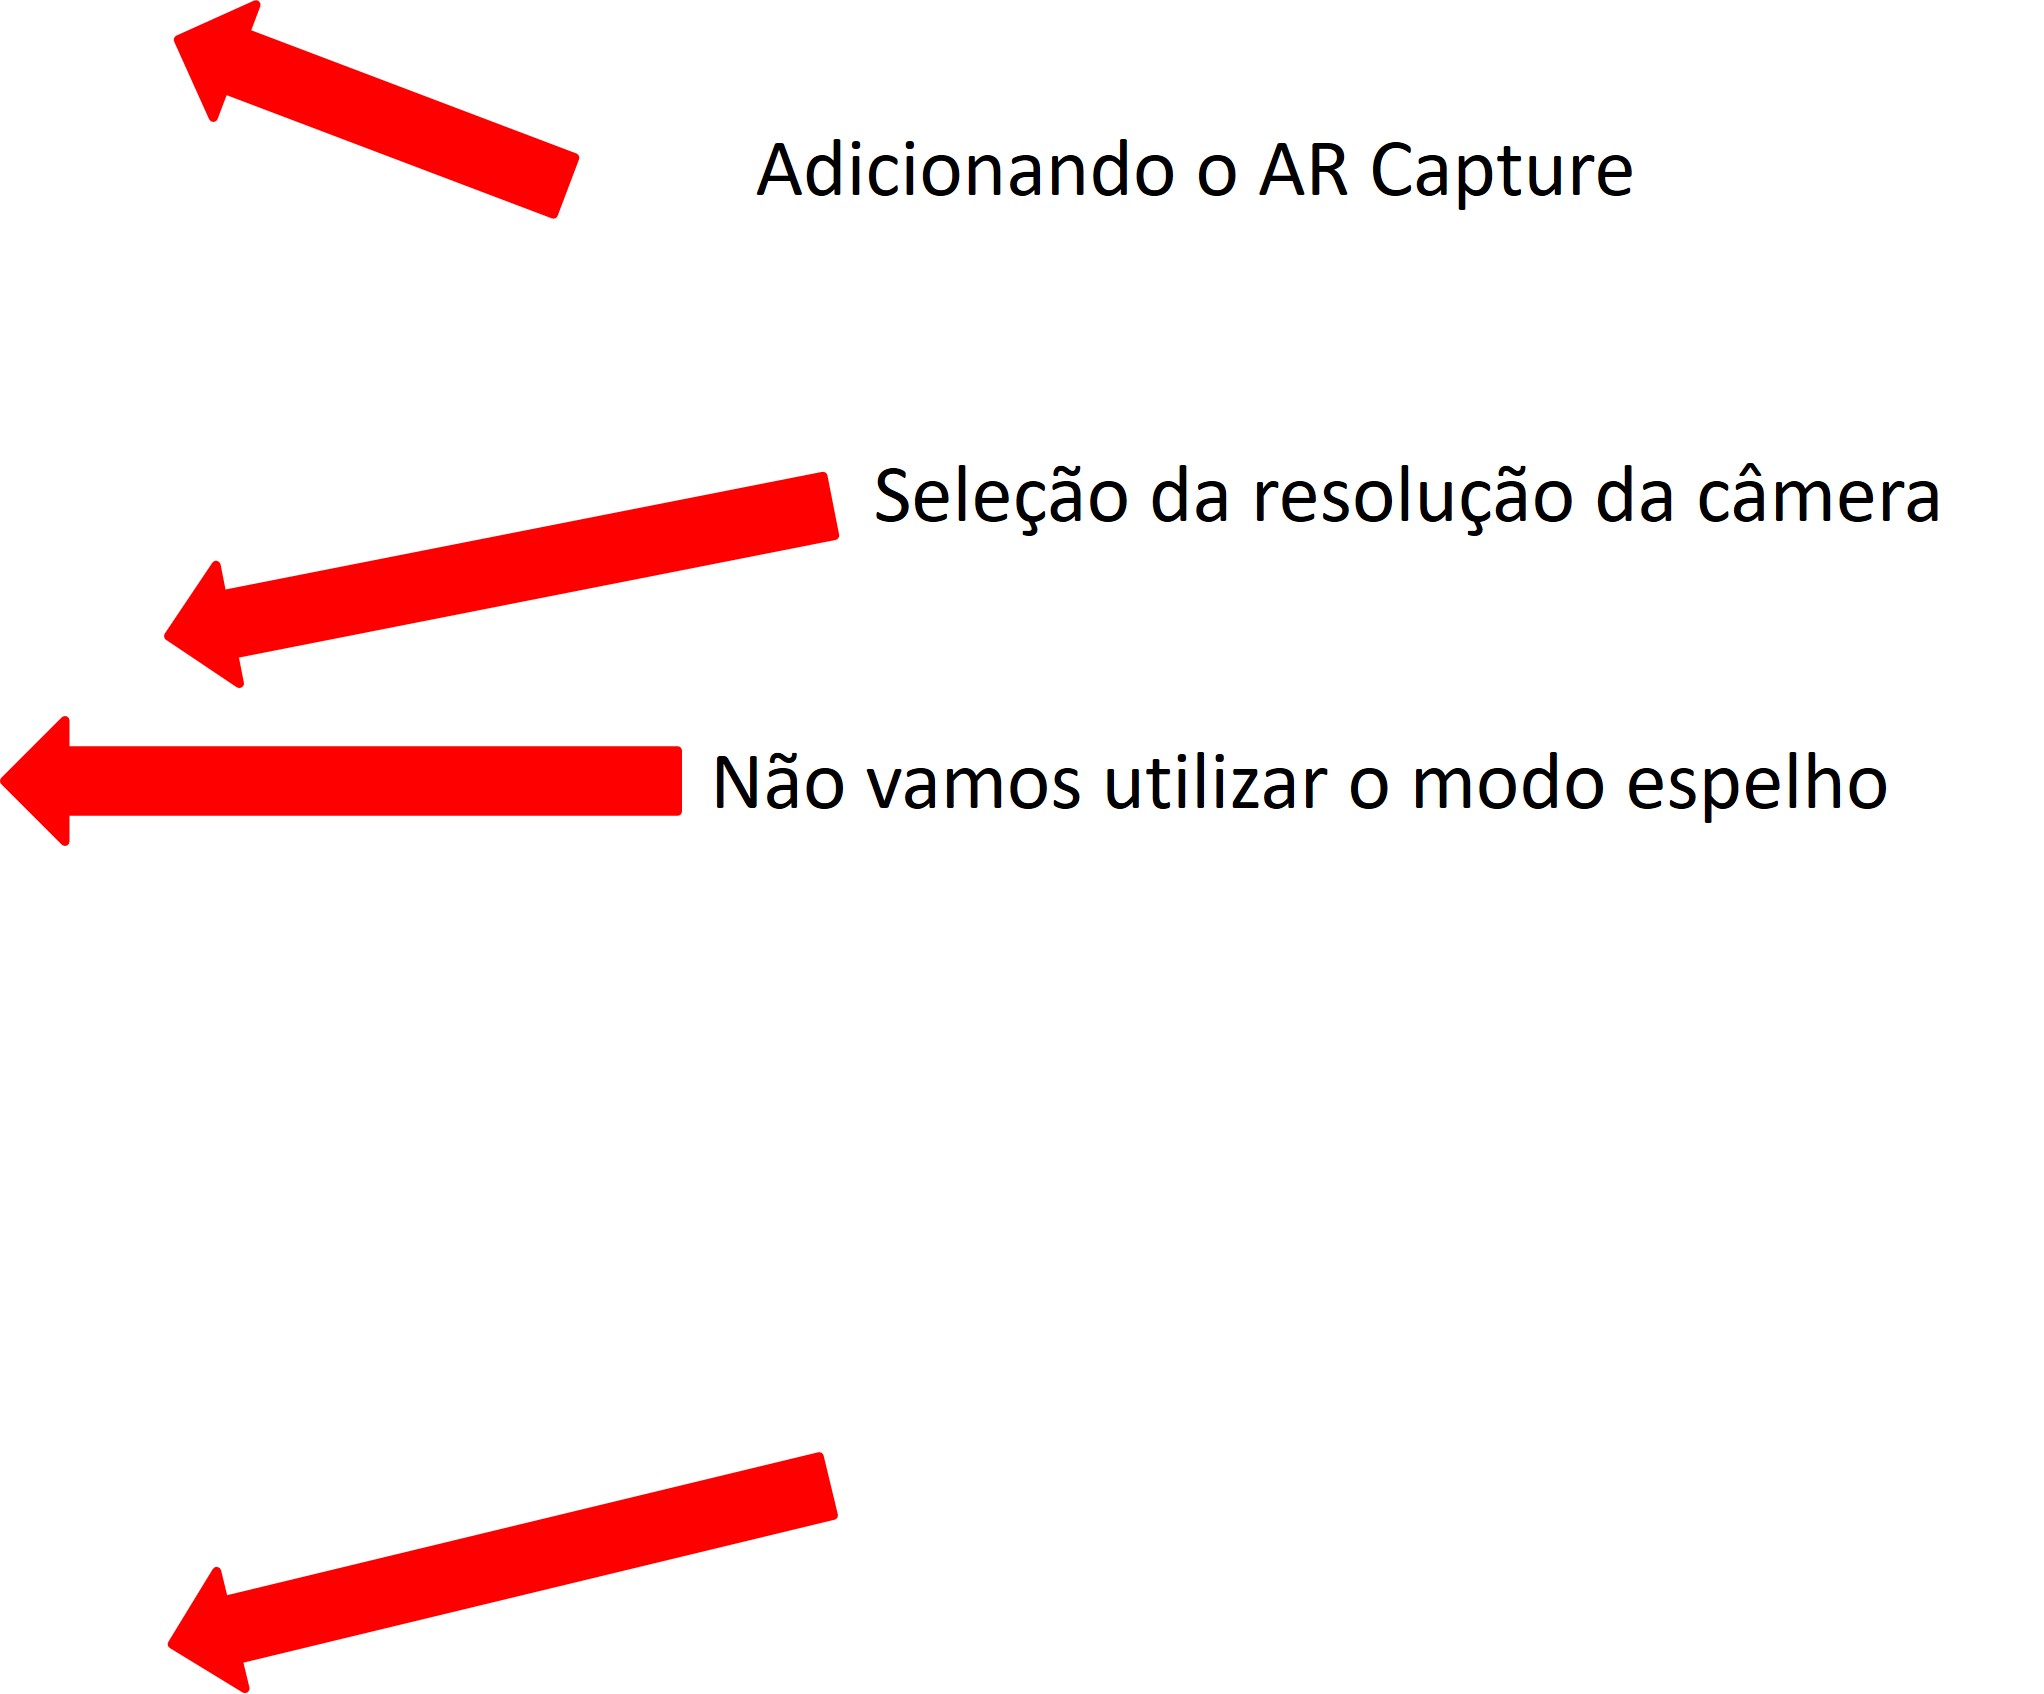 Adicionando o AR Capture
Seleção da resolução da câmera
Não vamos utilizar o modo espelho